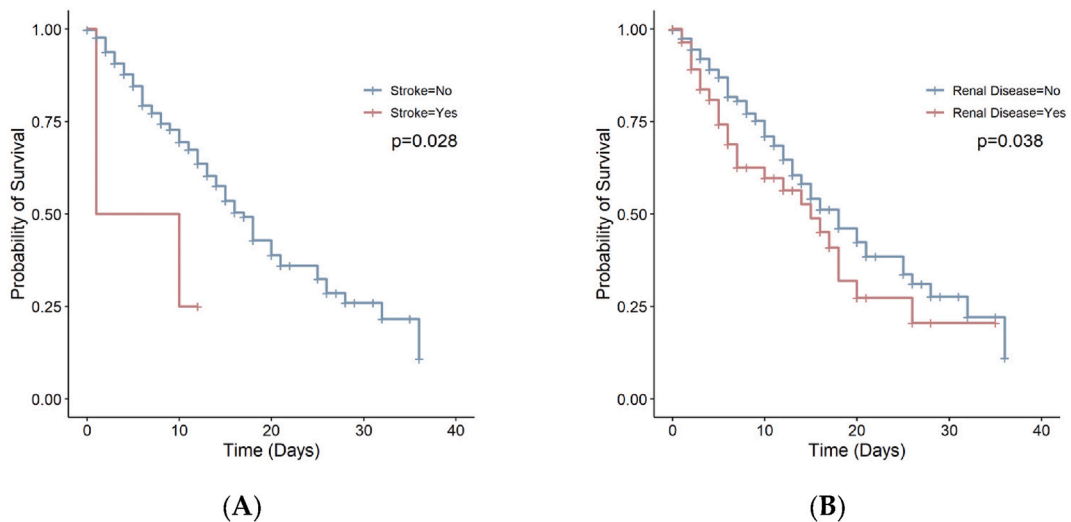 1.00
0.75
0.50
0.25
0.00
Probability of Survival
0 10 20 30 40
Time (Days)
Stroke=No
Stroke=Yes
p=0.028
(A)
1.00
0.75
0.50
0.25
0.00
Probability of Survival
0 10 20 30 40
Time (Days)
Renal Disease=No
Renal Disease=Yes
p=0.038
(B)